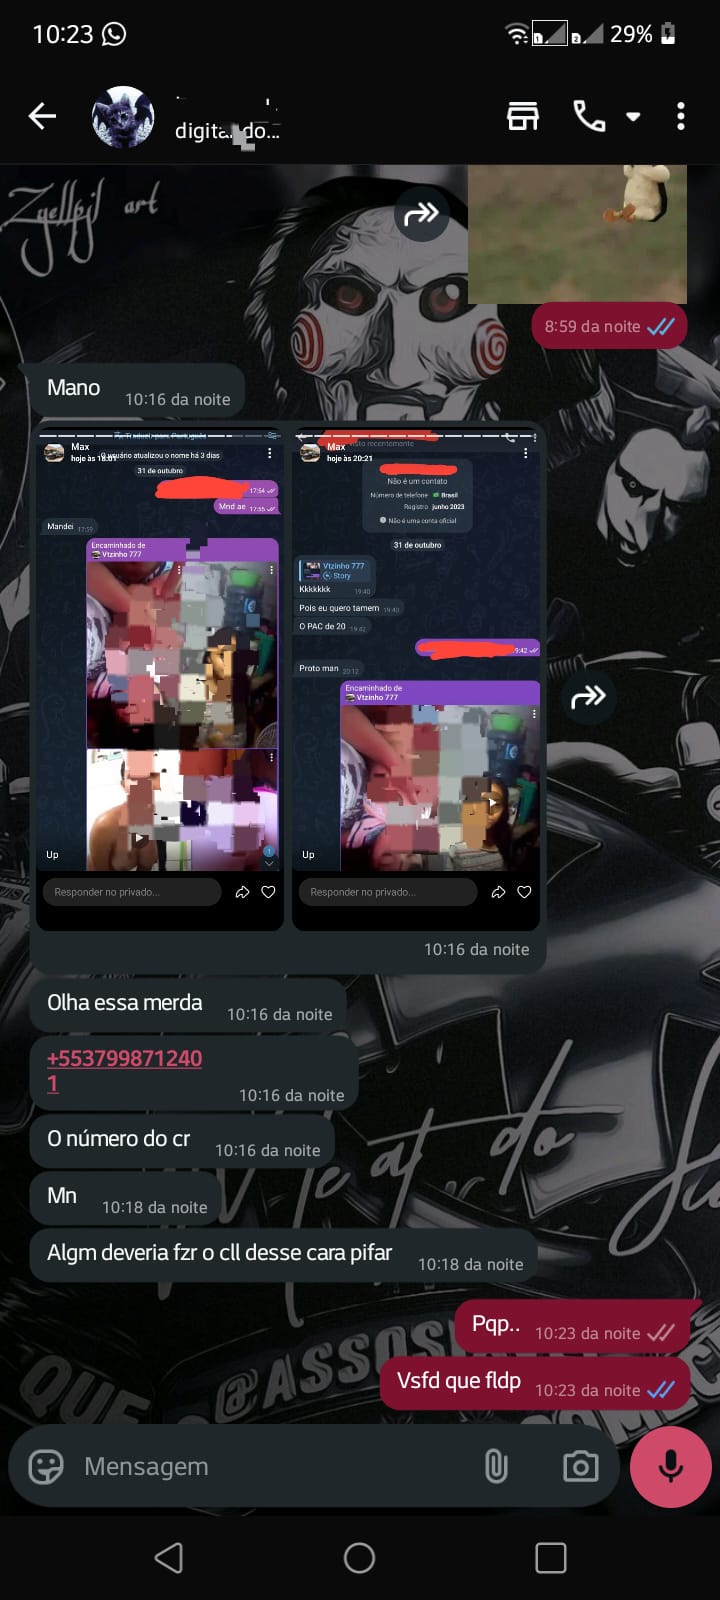 10:23
29%
digital do...
Zyellpjl art
8:59 da noite
Mano
10:16 da noite
Max
hoje às 18:01
O usuário atualizou o nome há 3 dias
31 de outubro
17:54
Mnd ae 17:55
Mandei 17:59
Encaminhado de
Vtzinho 777
Up
Responder no privado...
visto recentemente
Max
hoje às 20:21
Não é um contato
Número de telefone Brasil
Registro junho 2023
Não é uma conta oficial
31 de outubro
Vtzinho 777
Story
Kkkkkkk 19:40
Pois eu quero tamem 19:40
O PAC de 20 19:42
9:42
Proto man 20:12
Encaminhado de
Vtzinho 777
Up
Responder no privado...
10:16 da noite
Olha essa merda
10:16 da noite
+553799871240
1
10:16 da noite
O número do cr
10:16 da noite
Mn
10:18 da noite
Algm deveria fzr o cll desse cara pifar
10:18 da noite
Pqp..
10:23 da noite
Vsfd que fldp
10:23 da noite
QUE
Mensagem